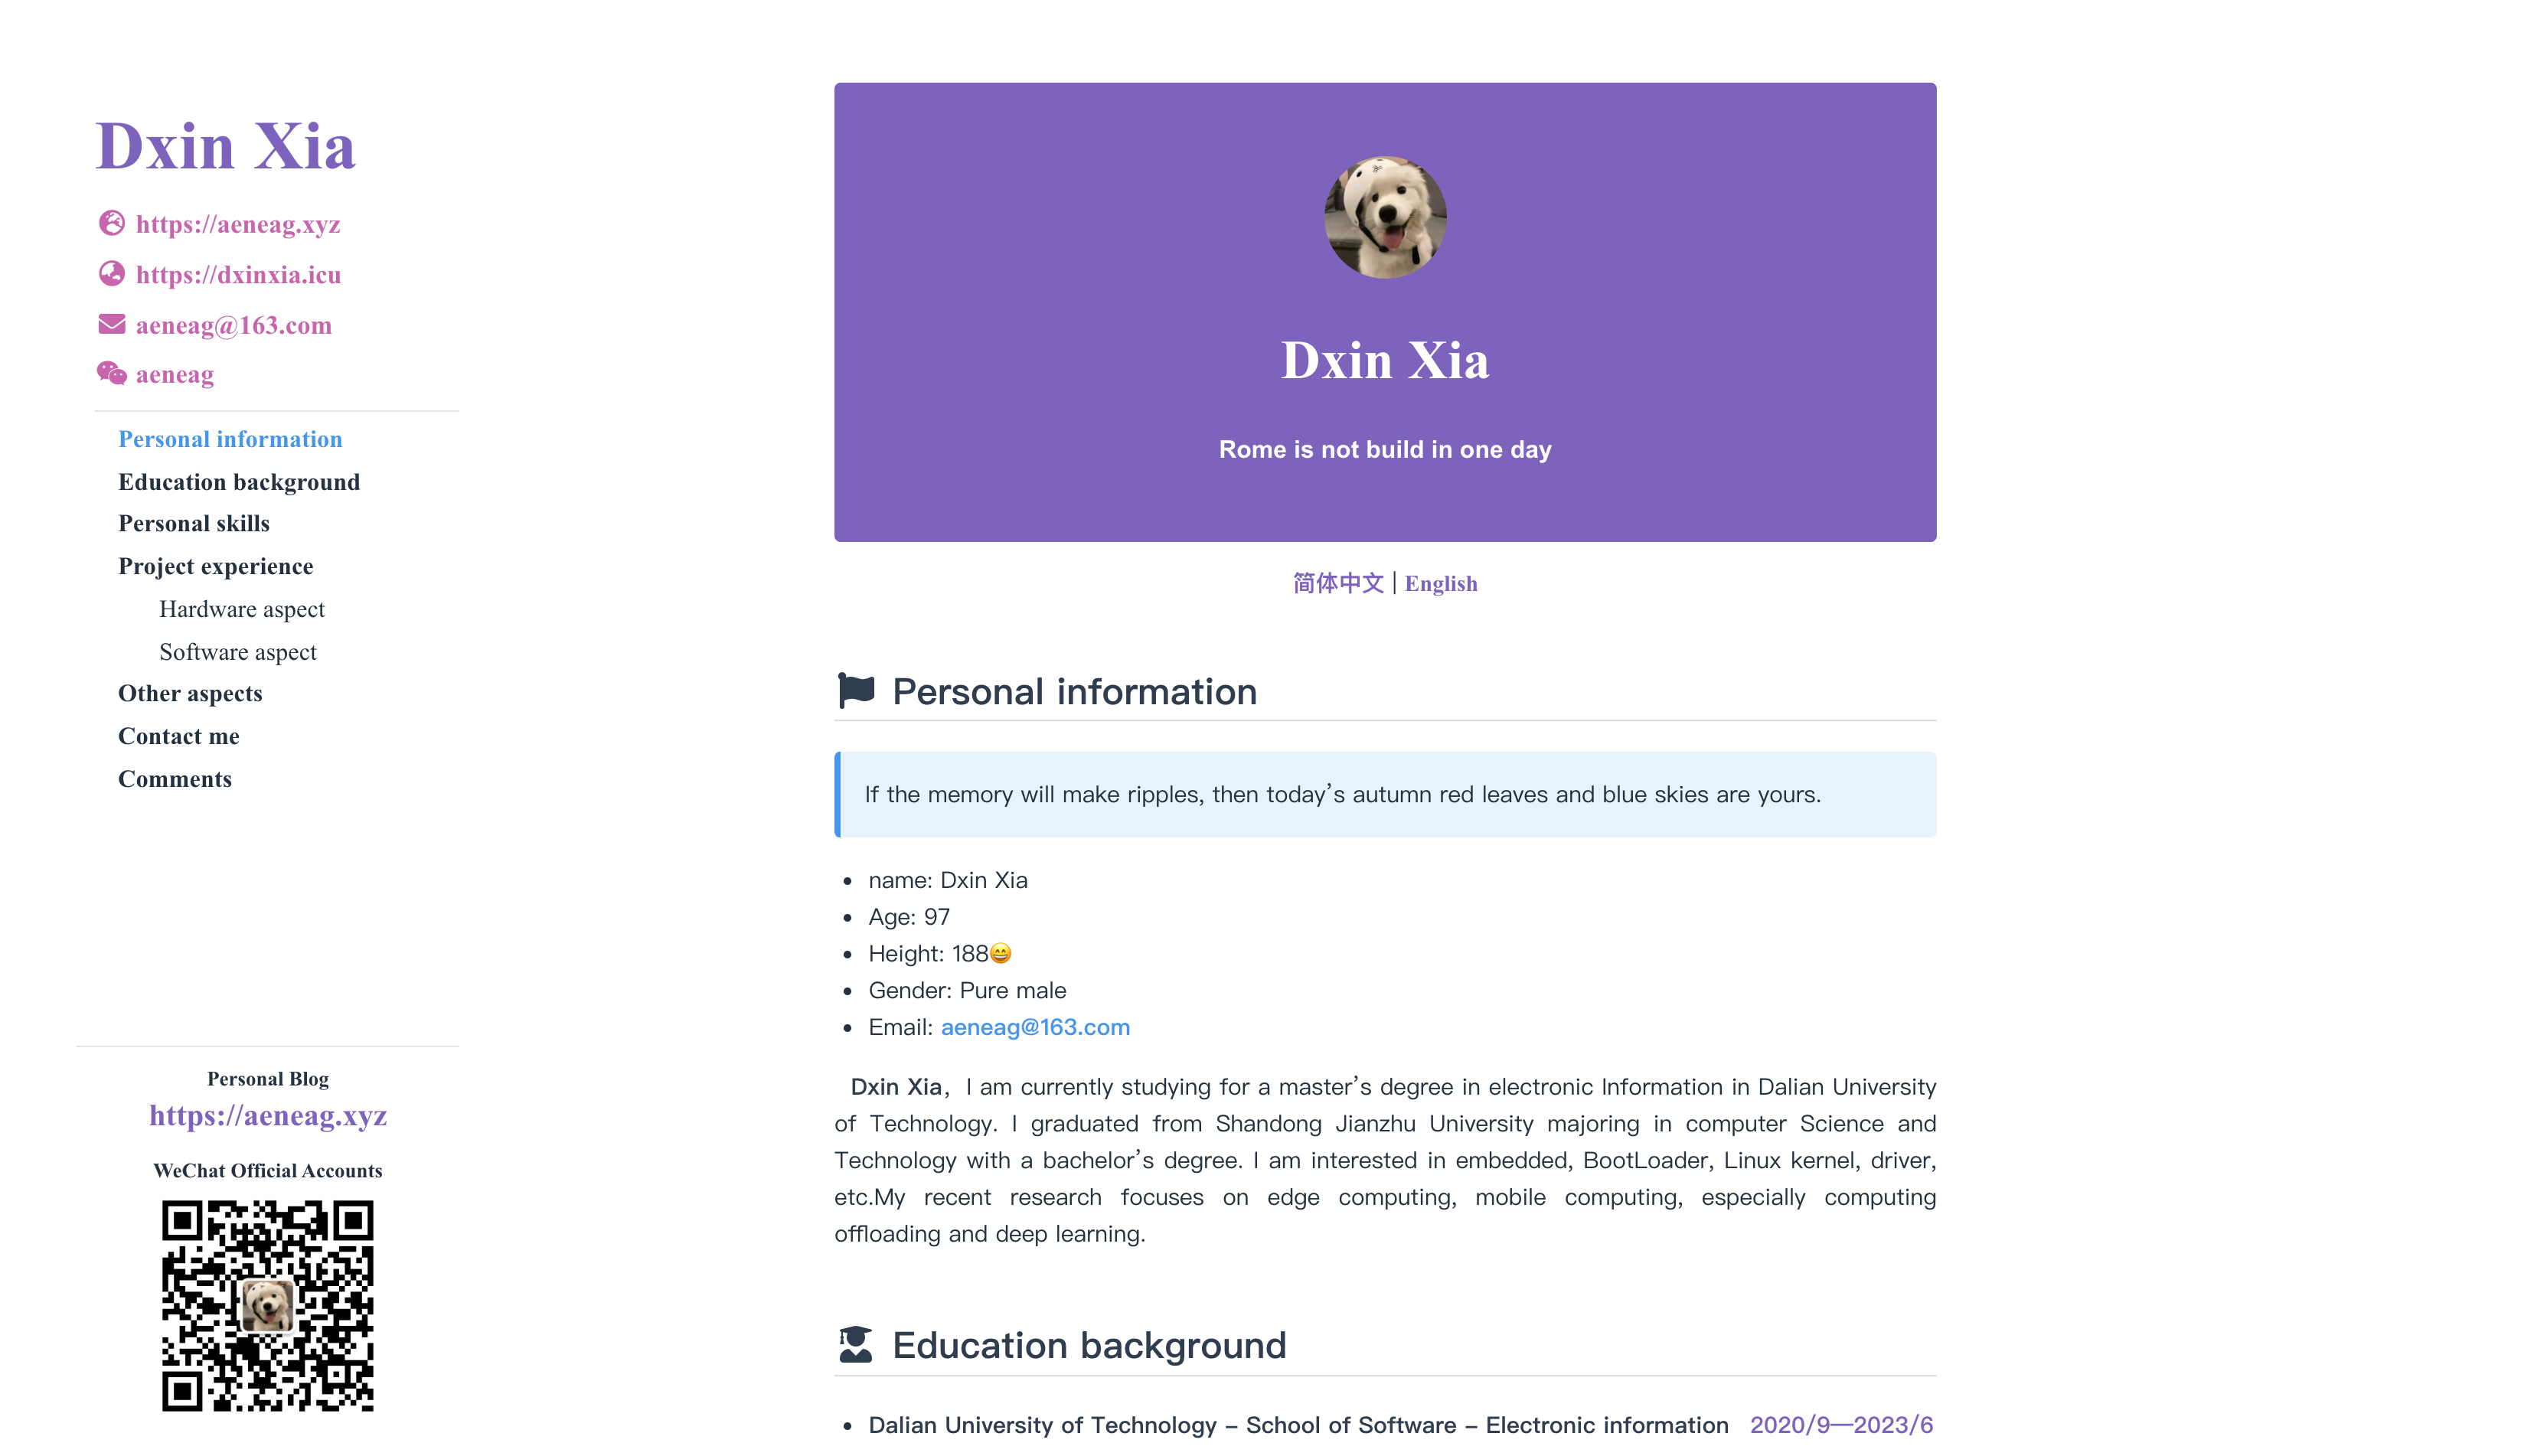 Dxin Xia
https://aeneag.xyz
https://dxinxia.icu
aeneag@163.com
aeneag
Personal information
Education background
Personal skills
Project experience
Hardware aspect
Software aspect
Other aspects
Contact me
Comments
Personal Blog
https://aeneag.xyz
WeChat Official Accounts
Dxin Xia
Rome is not build in one day
简体中文 | English
Personal information
If the memory will make ripples, then today's autumn red leaves and blue skies are yours.
• name: Dxin Xia
• Age: 97
• Height: 188😄
• Gender: Pure male
• Email: aeneag@163.com
Dxin Xia，I am currently studying for a master's degree in electronic Information in Dalian University
of Technology. I graduated from Shandong Jianzhu University majoring in computer Science and
Technology with a bachelor's degree. I am interested in embedded, BootLoader, Linux kernel, driver,
etc.My recent research focuses on edge computing, mobile computing, especially computing
offloading and deep learning.
Education background
• Dalian University of Technology – School of Software – Electronic information 2020/9—2023/6